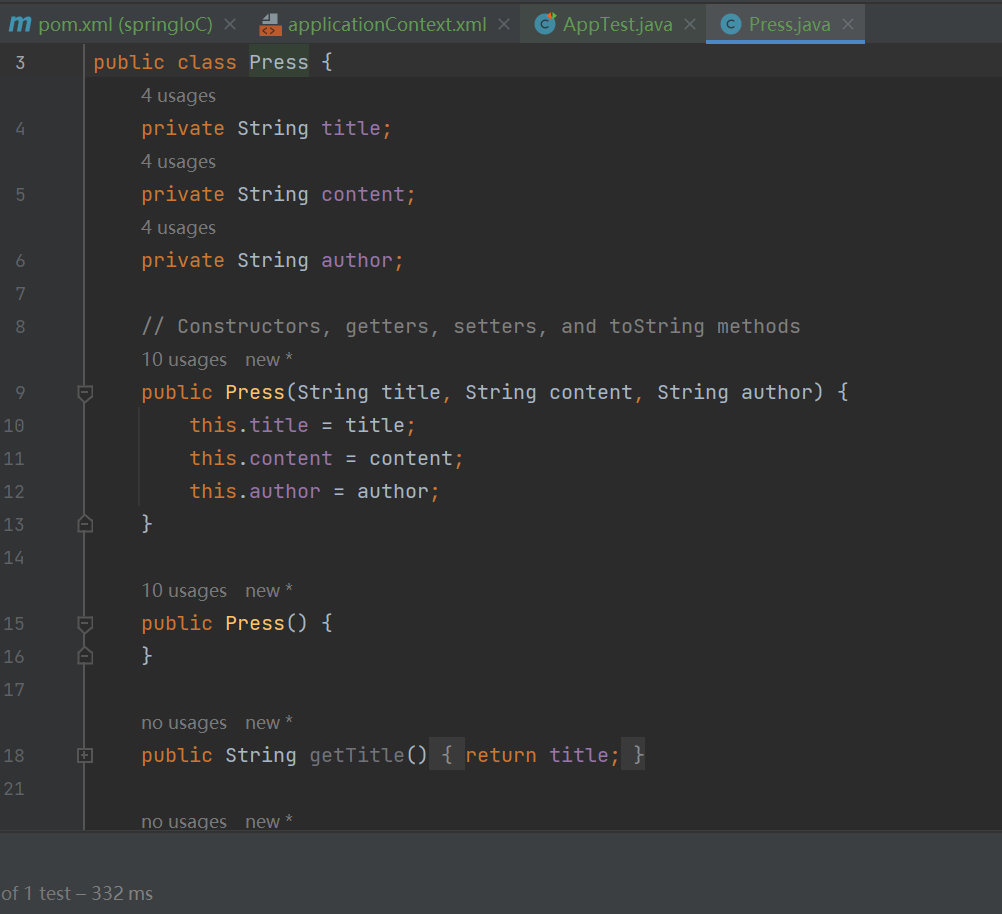 pom.xml (springIoC) applicationContext.xml AppTest.java Press.java
3 public class Press {
4 usages
4 private String title;
4 usages
5 private String content;
4 usages
6 private String author;
7
8 // Constructors, getters, setters, and toString methods
10 usages new *
9 public Press(String title, String content, String author) {
10 this.title = title;
11 this.content = content;
12 this.author = author;
13 }
14
10 usages new *
15 public Press() {
16 }
17
no usages new *
18 public String getTitle() { return title; }
21
no usages new *
of 1 test – 332 ms